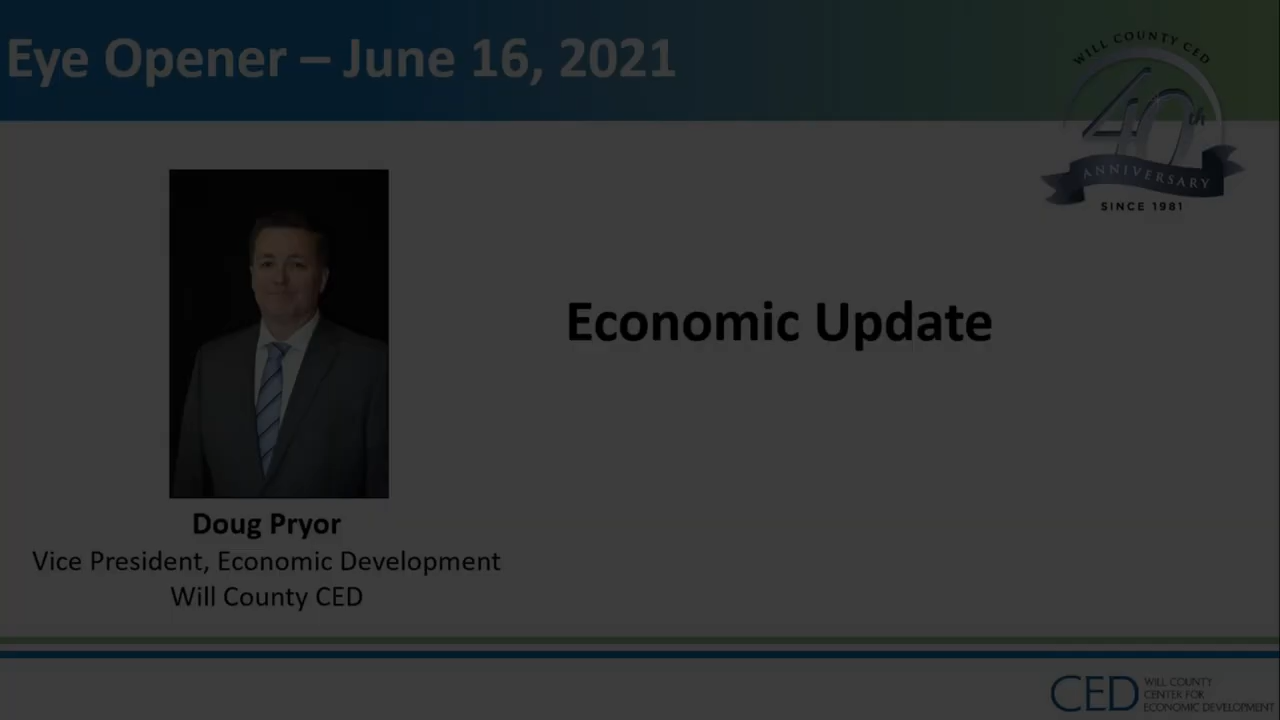 Eye Opener – June 16, 2021
WILL COUNTY CED
40th
ANNIVERSARY
SINCE 1981
Economic Update
Doug Pryor
Vice President, Economic Development
Will County CED
CED
WILL COUNTY
CENTER FOR
ECONOMIC DEVELOPMENT